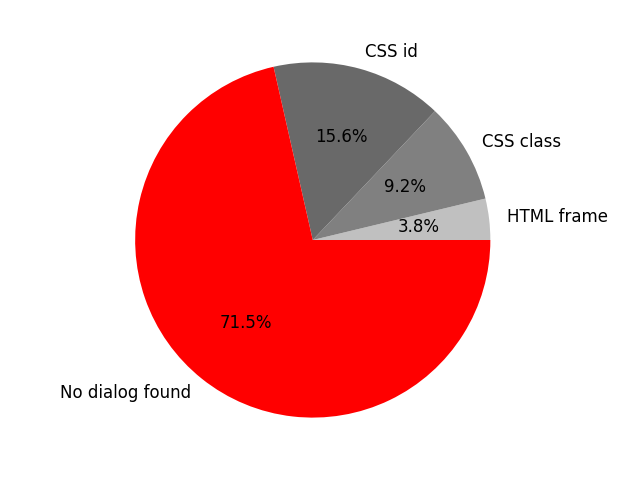 CSS id
15.6%
CSS class
9.2%
HTML frame
3.8%
71.5%
No dialog found